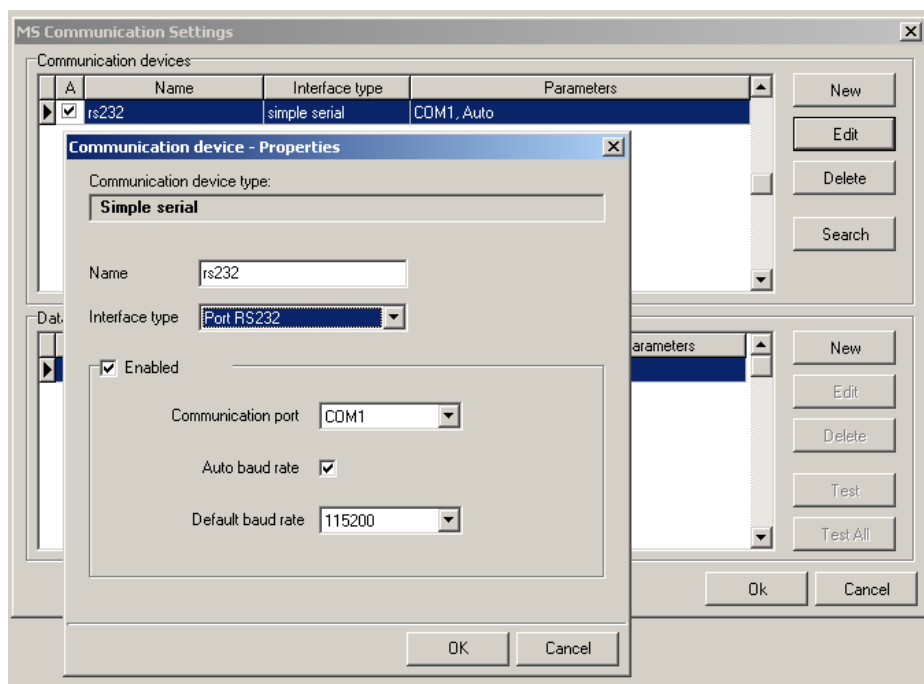 MS Communication Settings
Communication devices
A Name Interface type Parameters
rs232 simple serial COM1, Auto
New
Edit
Delete
Search
Communication device - Properties
Communication device type:
Simple serial
Name rs232
Interface type Port RS232
Enabled
Communication port COM1
Auto baud rate
Default baud rate 115200
OK Cancel
Dat
arameters
New
Edit
Delete
Test
Test All
Ok Cancel